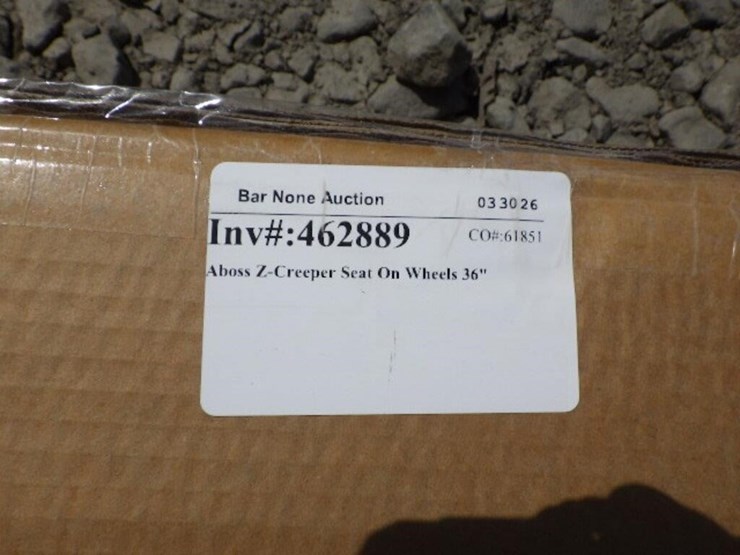 Bar None Auction 033026
Inv#:462889 CO#:61851
Aboss Z-Creeper Seat On Wheels 36"